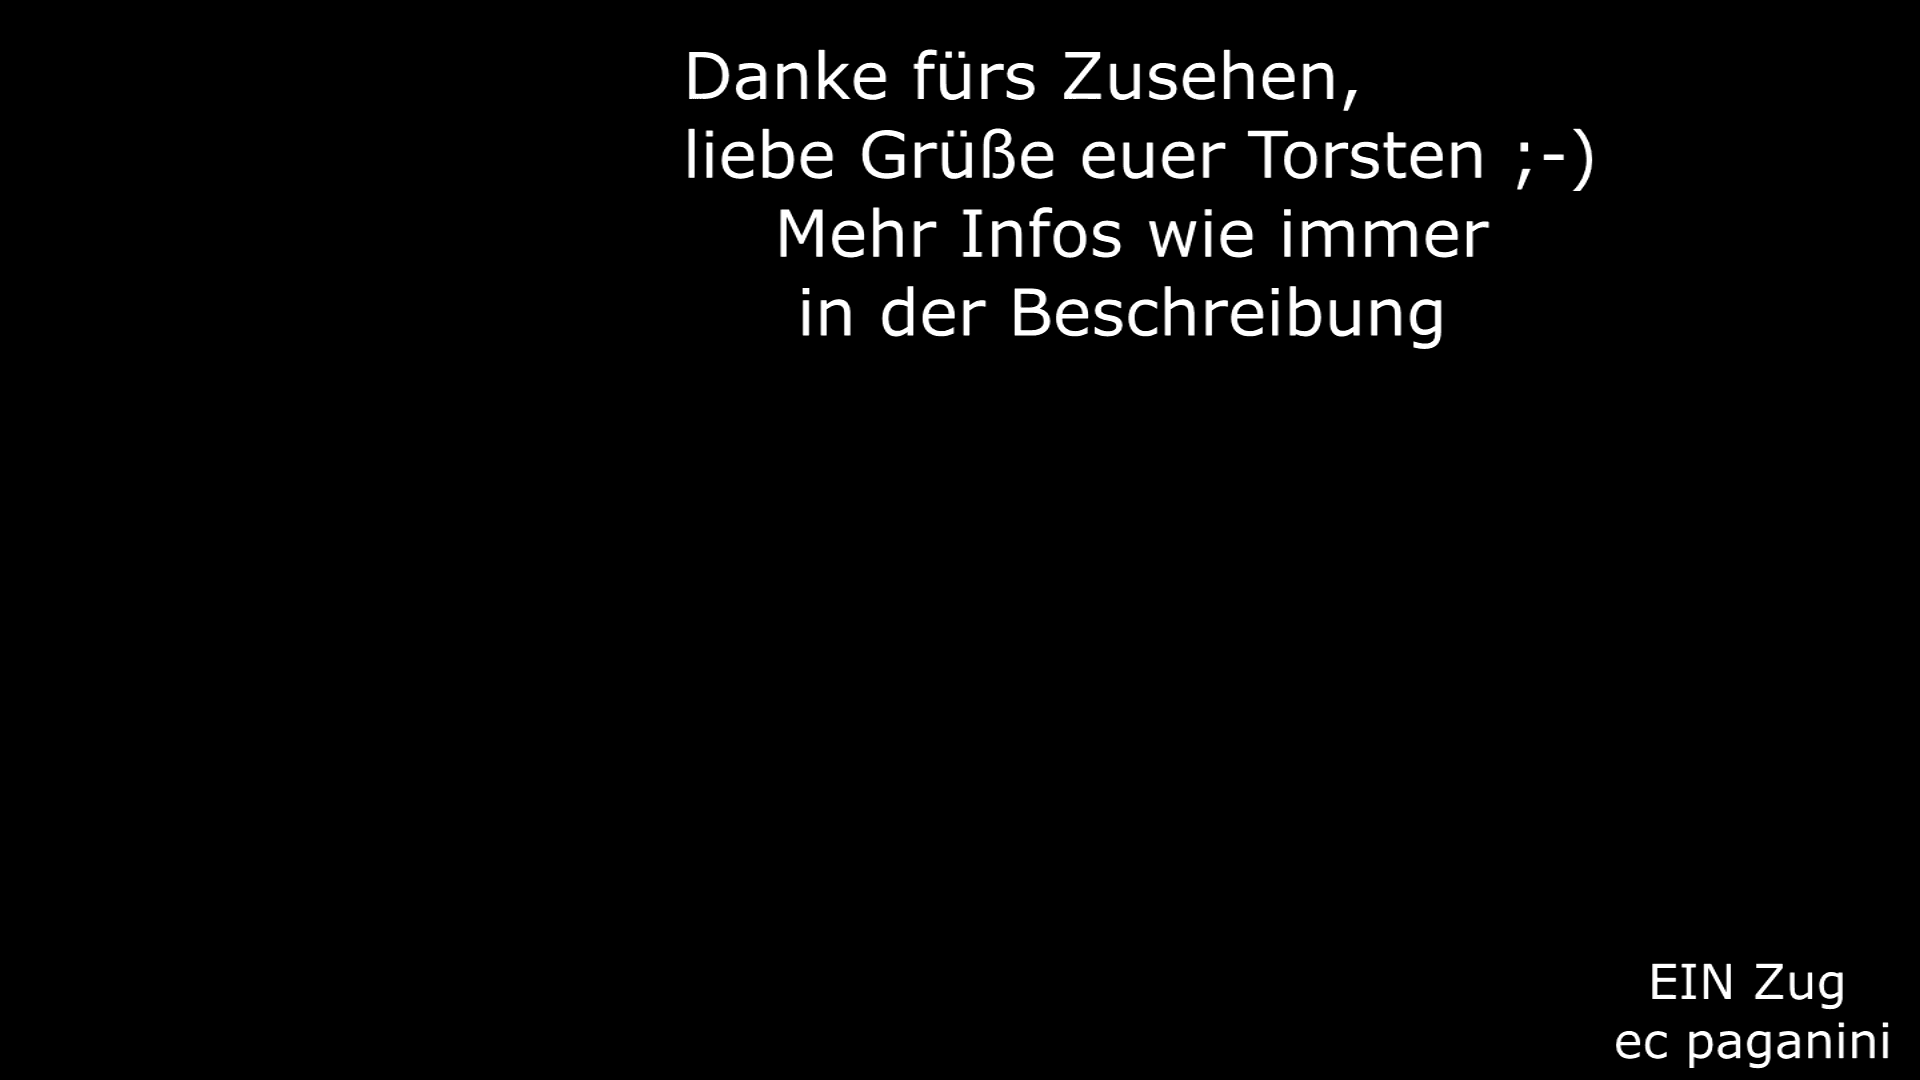 Danke fürs Zusehen,
liebe Grüße euer Torsten ;-)
Mehr Infos wie immer
in der Beschreibung
EIN Zug
ec paganini